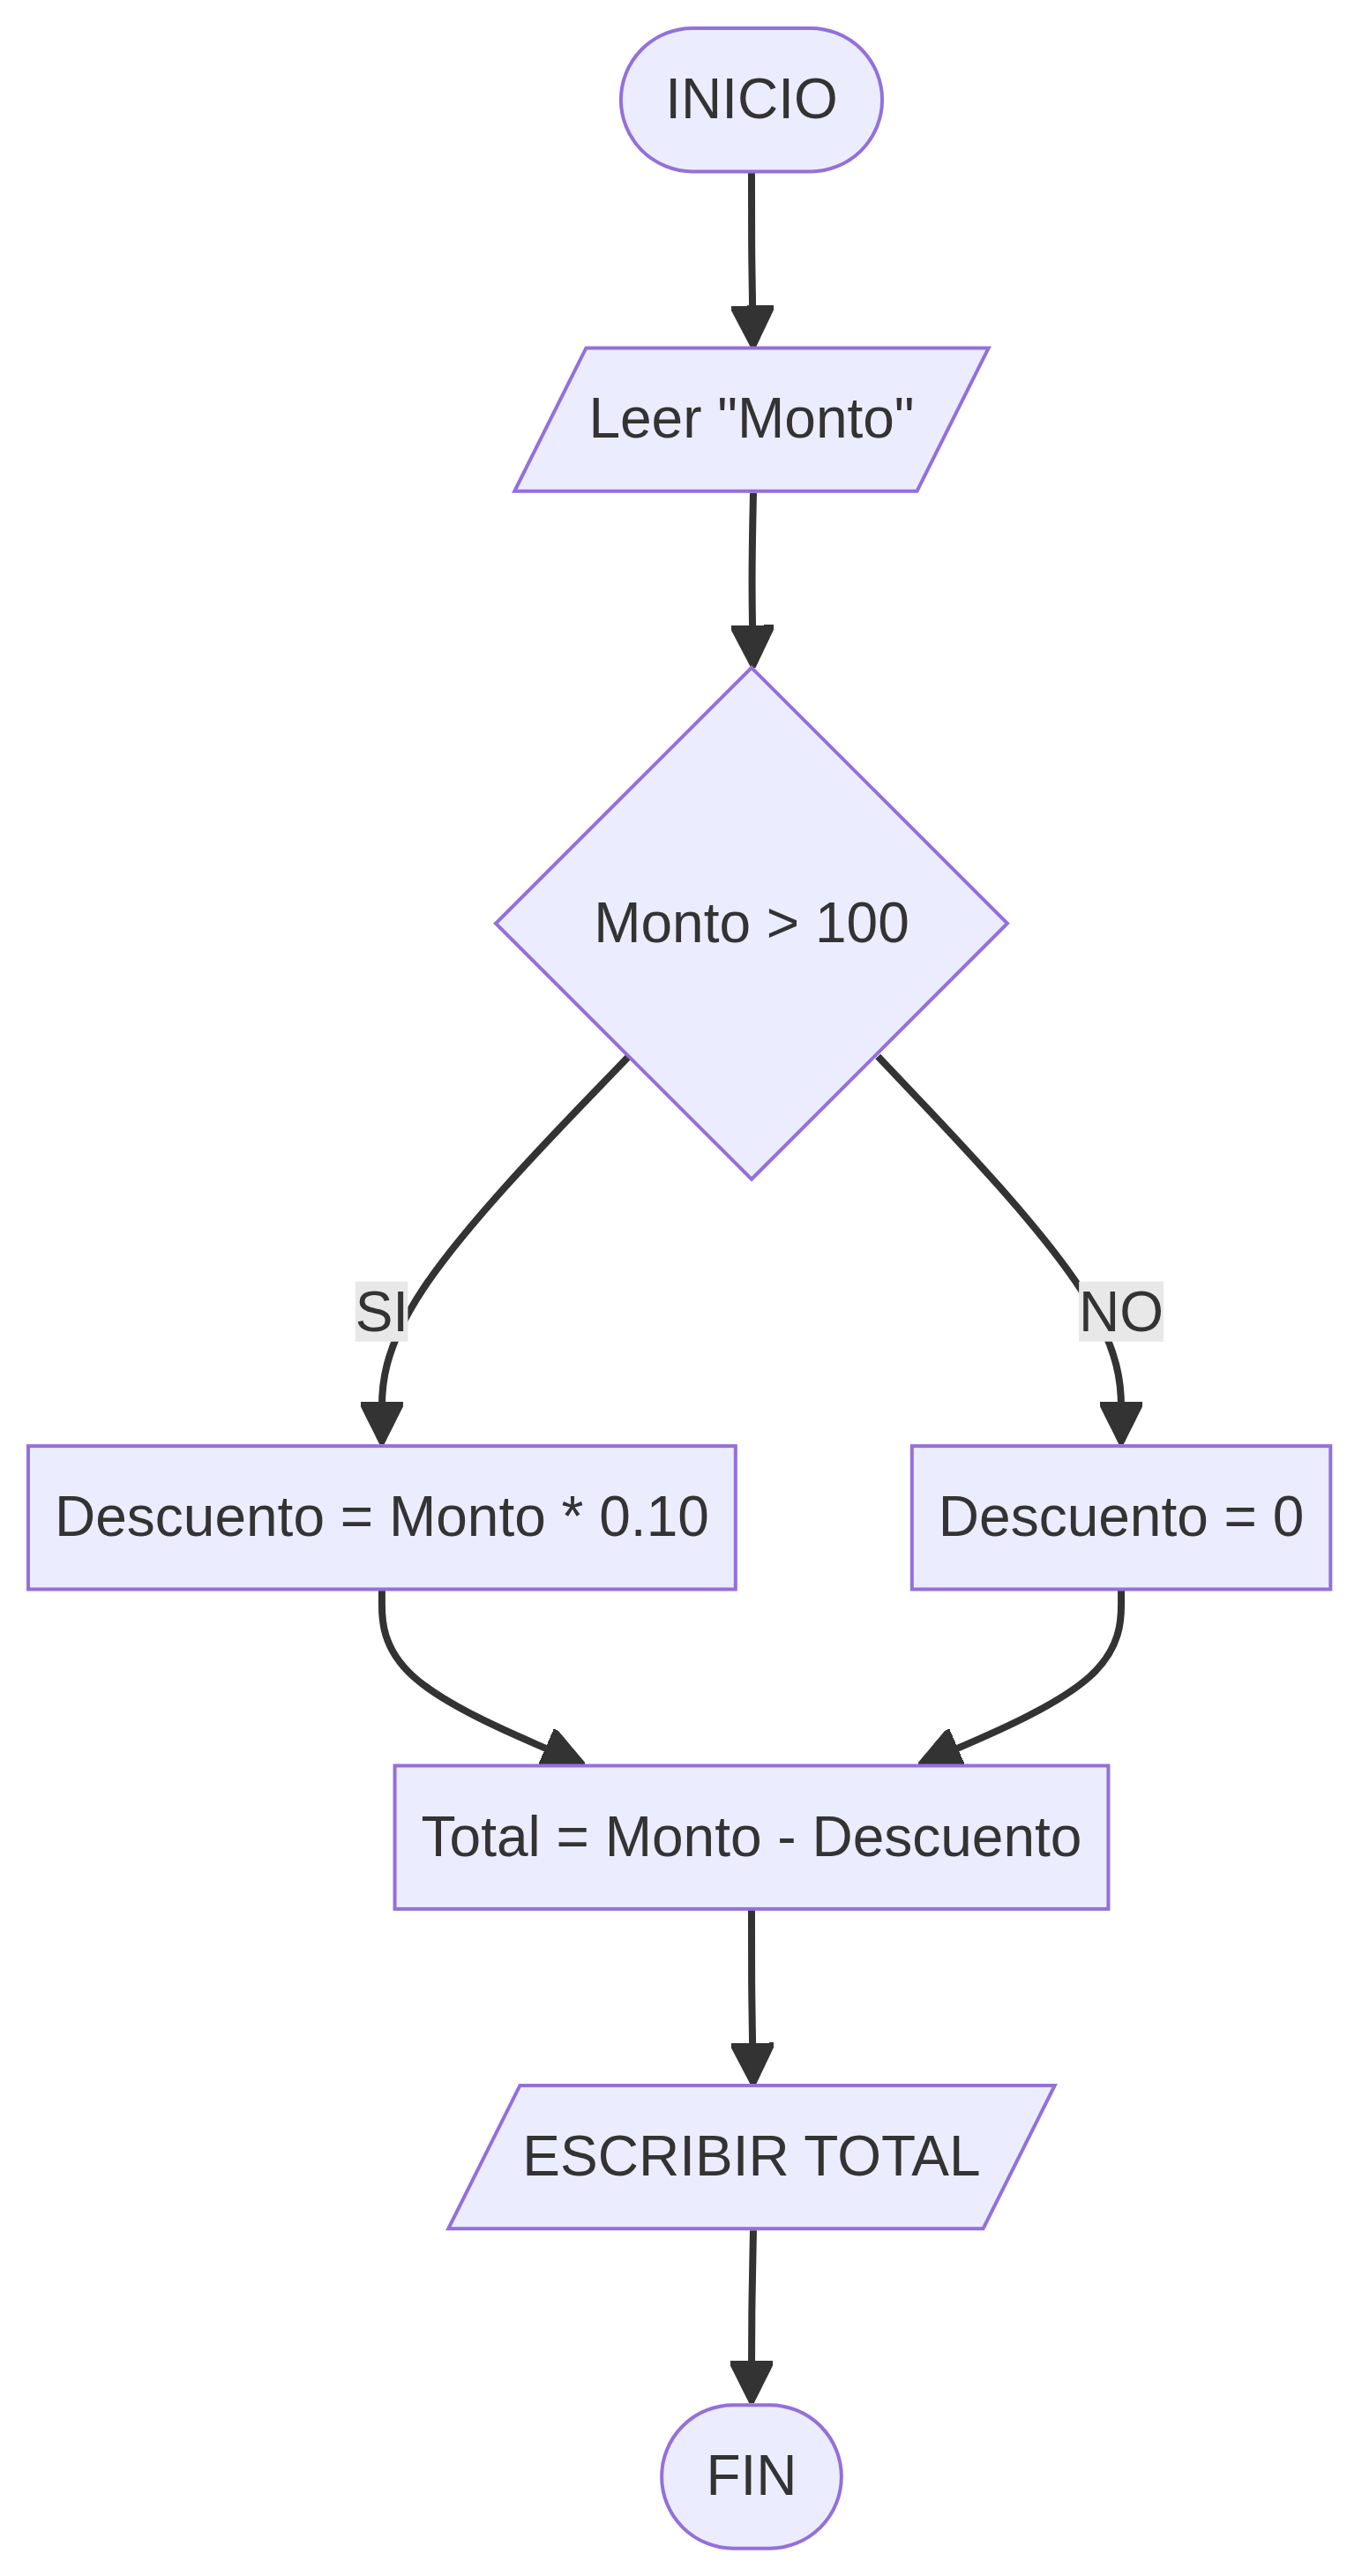 INICIO
Leer "Monto"
Monto > 100
SI
NO
Descuento = Monto * 0.10
Descuento = 0
Total = Monto - Descuento
ESCRIBIR TOTAL
FIN